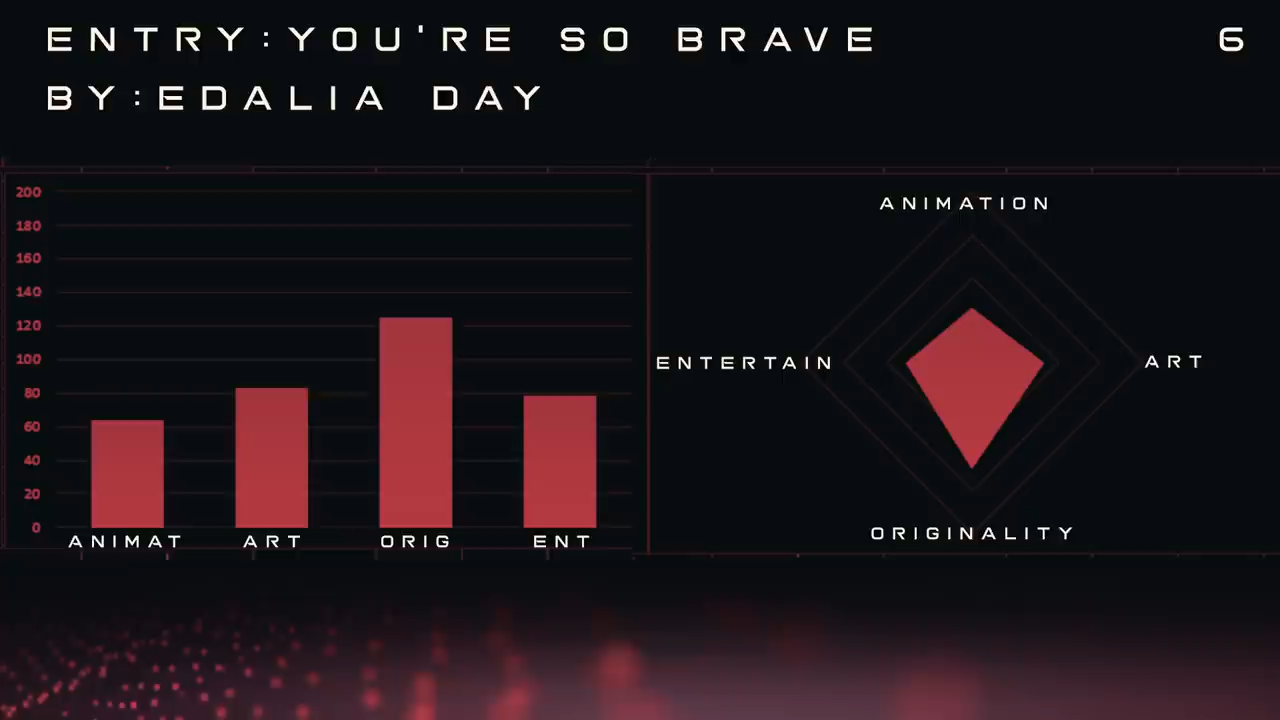 ENTRY:YOU'RE SO BRAVE 6
BY:EDALIA DAY
200
180
160
140
120
100
80
60
40
20
0
ANIMAT ART ORIG ENT
ANIMATION
ENTERTAIN ART
ORIGINALITY